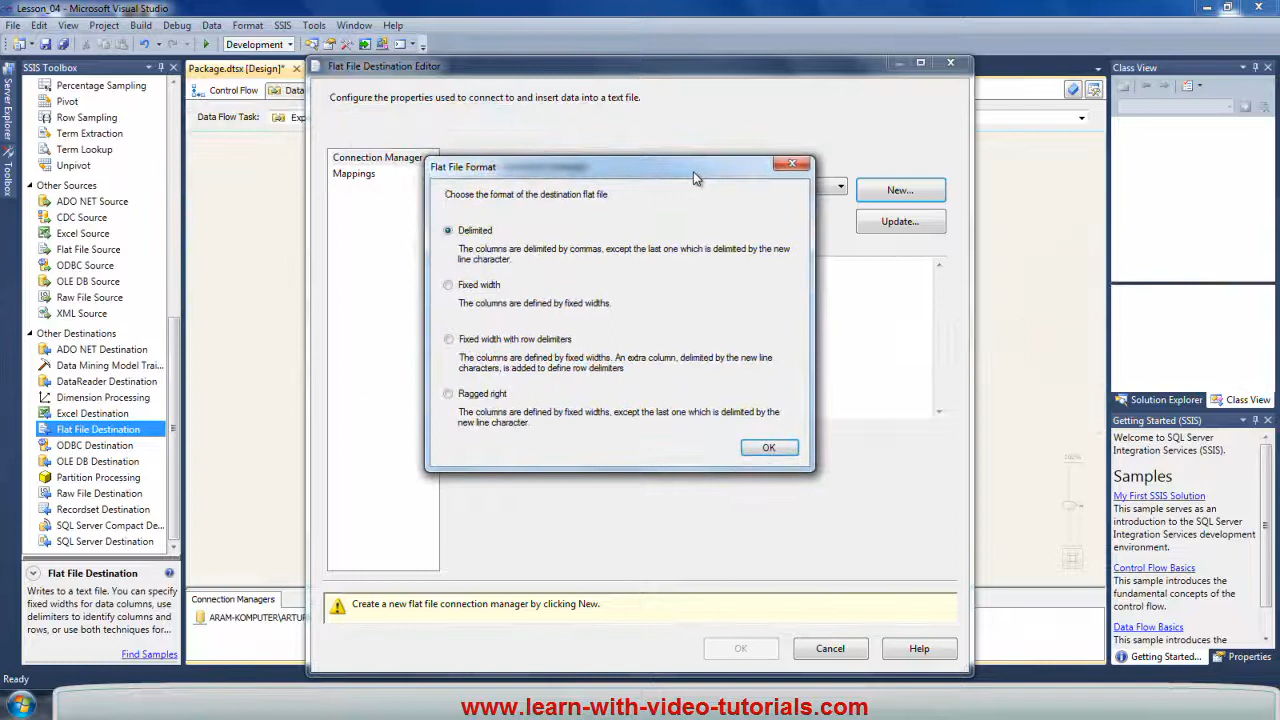 Lesson_04 - Microsoft Visual Studio
File Edit View Project Build Debug Data Format SSIS Tools Window Help
Development
SSIS Toolbox
Percentage Sampling
Pivot
Row Sampling
Term Extraction
Term Lookup
Unpivot
Other Sources
ADO NET Source
CDC Source
Excel Source
Flat File Source
ODBC Source
OLE DB Source
Raw File Source
XML Source
Other Destinations
ADO NET Destination
Data Mining Model Trai...
DataReader Destination
Dimension Processing
Excel Destination
Flat File Destination
ODBC Destination
OLE DB Destination
Partition Processing
Raw File Destination
Recordset Destination
SQL Server Compact De...
SQL Server Destination
Flat File Destination
Writes to a text file. You can specify
fixed widths for data columns, use
delimiters to identify columns and
rows, or use both techniques for...
Find Samples
Server Explorer
Toolbox
Package.dtsx [Design]*
Control Flow
Data
Data Flow Task:
Exp
Connection Managers
ARAM-KOMPUTER\ARTUR
Flat File Destination Editor
Configure the properties used to connect to and insert data into a text file.
Connection Manager
Mappings
New...
Update...
Flat File Format
Choose the format of the destination flat file
Delimited
The columns are delimited by commas, except the last one which is delimited by the new
line character.
Fixed width
The columns are defined by fixed widths.
Fixed width with row delimiters
The columns are defined by fixed widths. An extra column, delimited by the new line
characters, is added to define row delimiters
Ragged right
The columns are defined by fixed widths, except the last one which is delimited by the
new line character.
OK
Create a new flat file connection manager by clicking New.
OK
Cancel
Help
100%
Class View
Solution Explorer
Class View
Getting Started (SSIS)
Welcome to SQL Server
Integration Services (SSIS).
Samples
My First SSIS Solution
This sample serves as an
introduction to the SQL Server
Integration Services development
environment.
Control Flow Basics
This sample introduces the
fundamental concepts of the
control flow.
Data Flow Basics
This sample introduces the
Getting Started...
Properties
Ready
www.learn-with-video-tutorials.com